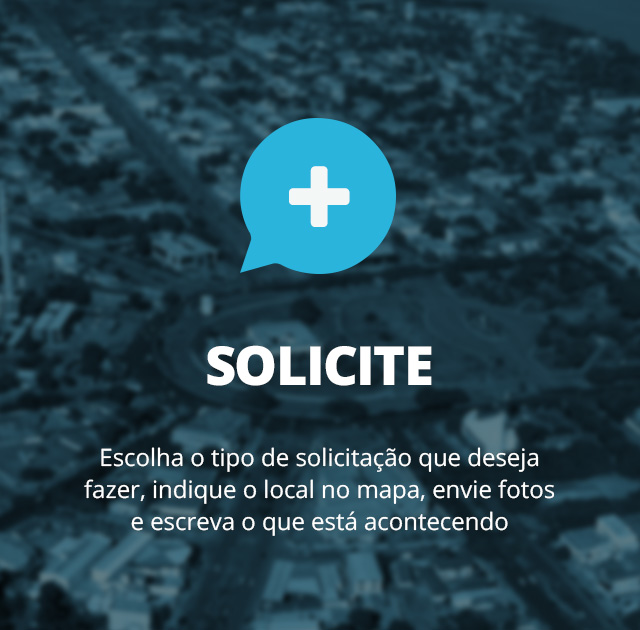 SOLICITE
Escolha o tipo de solicitação que deseja
fazer, indique o local no mapa, envie fotos
e escreva o que está acontecendo